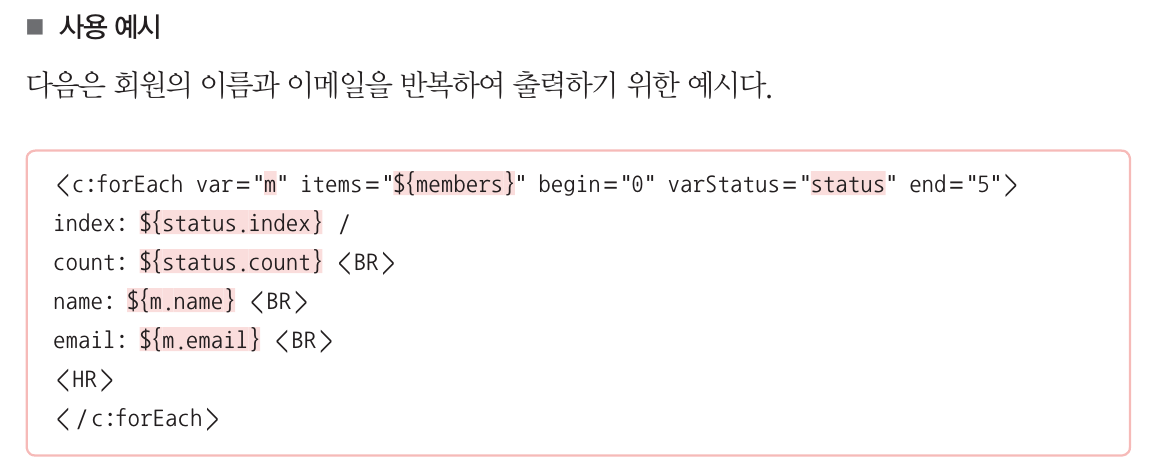 ■ 사용 예시
다음은 회원의 이름과 이메일을 반복하여 출력하기 위한 예시다.
<c:forEach var="m" items="${members}" begin="0" varStatus="status" end="5">
index: ${status.index} /
count: ${status.count} <BR>
name: ${m.name} <BR>
email: ${m.email} <BR>
<HR>
</c:forEach>